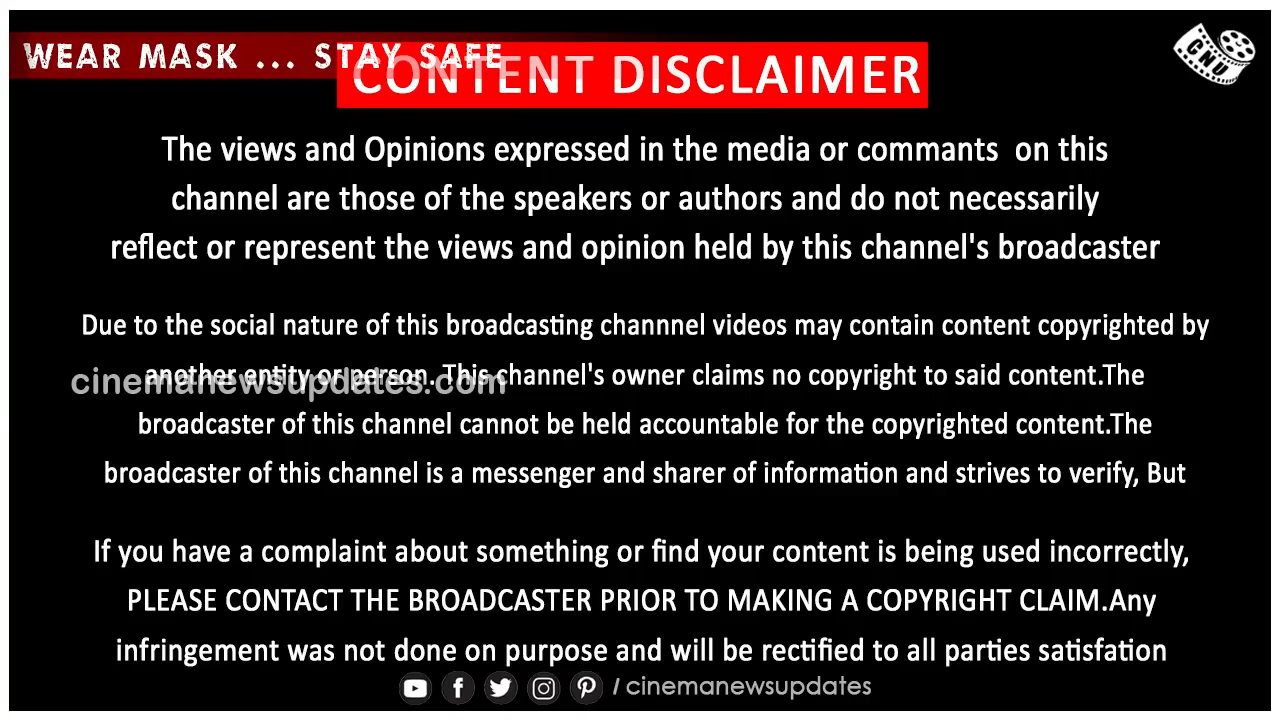 WEAR MASK ... STAY SAFE
CONTENT DISCLAIMER
CNU
The views and Opinions expressed in the media or commants on this
channel are those of the speakers or authors and do not necessarily
reflect or represent the views and opinion held by this channel's broadcaster
Due to the social nature of this broadcasting channnel videos may contain content copyrighted by
another entity or person. This channel's owner claims no copyright to said content.The
cinemanewsupdates.com
broadcaster of this channel cannot be held accountable for the copyrighted content.The
broadcaster of this channel is a messenger and sharer of information and strives to verify, But
If you have a complaint about something or find your content is being used incorrectly,
PLEASE CONTACT THE BROADCASTER PRIOR TO MAKING A COPYRIGHT CLAIM.Any
infringement was not done on purpose and will be rectified to all parties satisfation
/ cinemanewsupdates